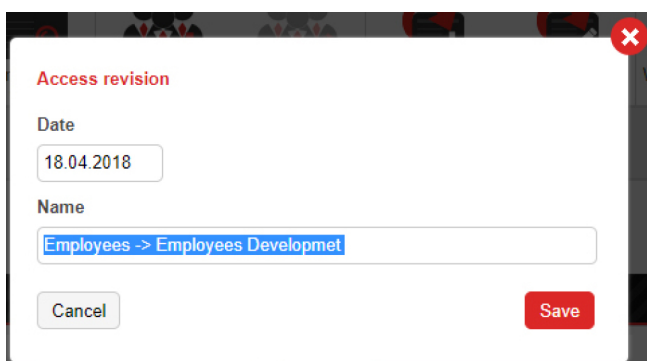 Access revision
Date
18.04.2018
Name
Employees -> Employees Developmet
Cancel
Save